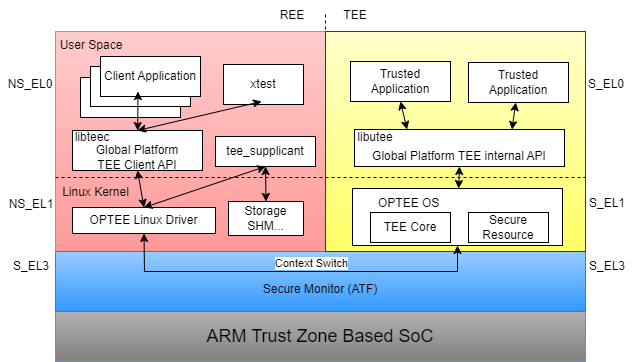 REE
TEE
User Space
NS_EL0
Client Application
xtest
Trusted
Application
Trusted
Application
S_EL0
libteec
Global Platform
TEE Client API
tee_supplicant
libutee
Global Platform TEE internal API
Linux Kernel
NS_EL1
OPTEE Linux Driver
Storage
SHM...
OPTEE OS
TEE Core
Secure
Resource
S_EL1
S_EL3
Context Switch
S_EL3
Secure Monitor (ATF)
ARM Trust Zone Based SoC